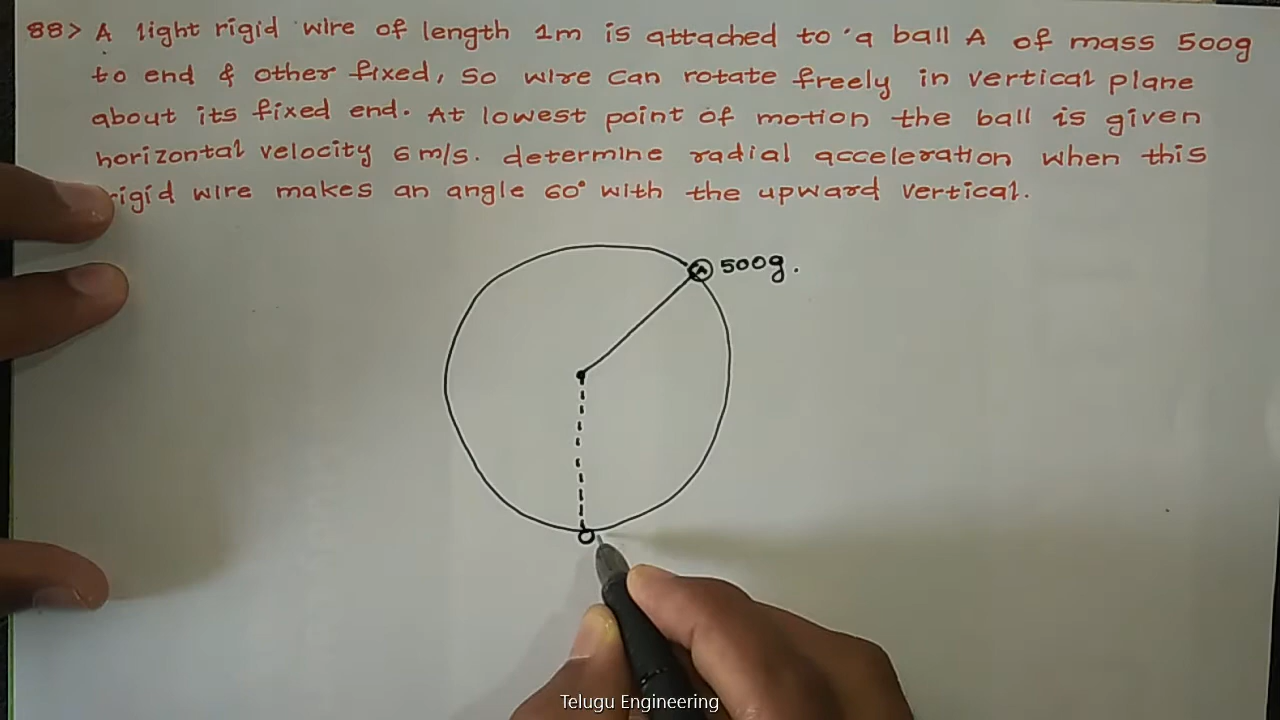 88> A light rigid wire of length 1m is attached to a ball A of mass 500g
to end & other fixed, so wire can rotate freely in vertical plane
about its fixed end. At lowest point of motion the ball is given
horizontal velocity 6 m/s. determine radial acceleration when this
rigid wire makes an angle 60° with the upward vertical.
A 500g.
Telugu Engineering